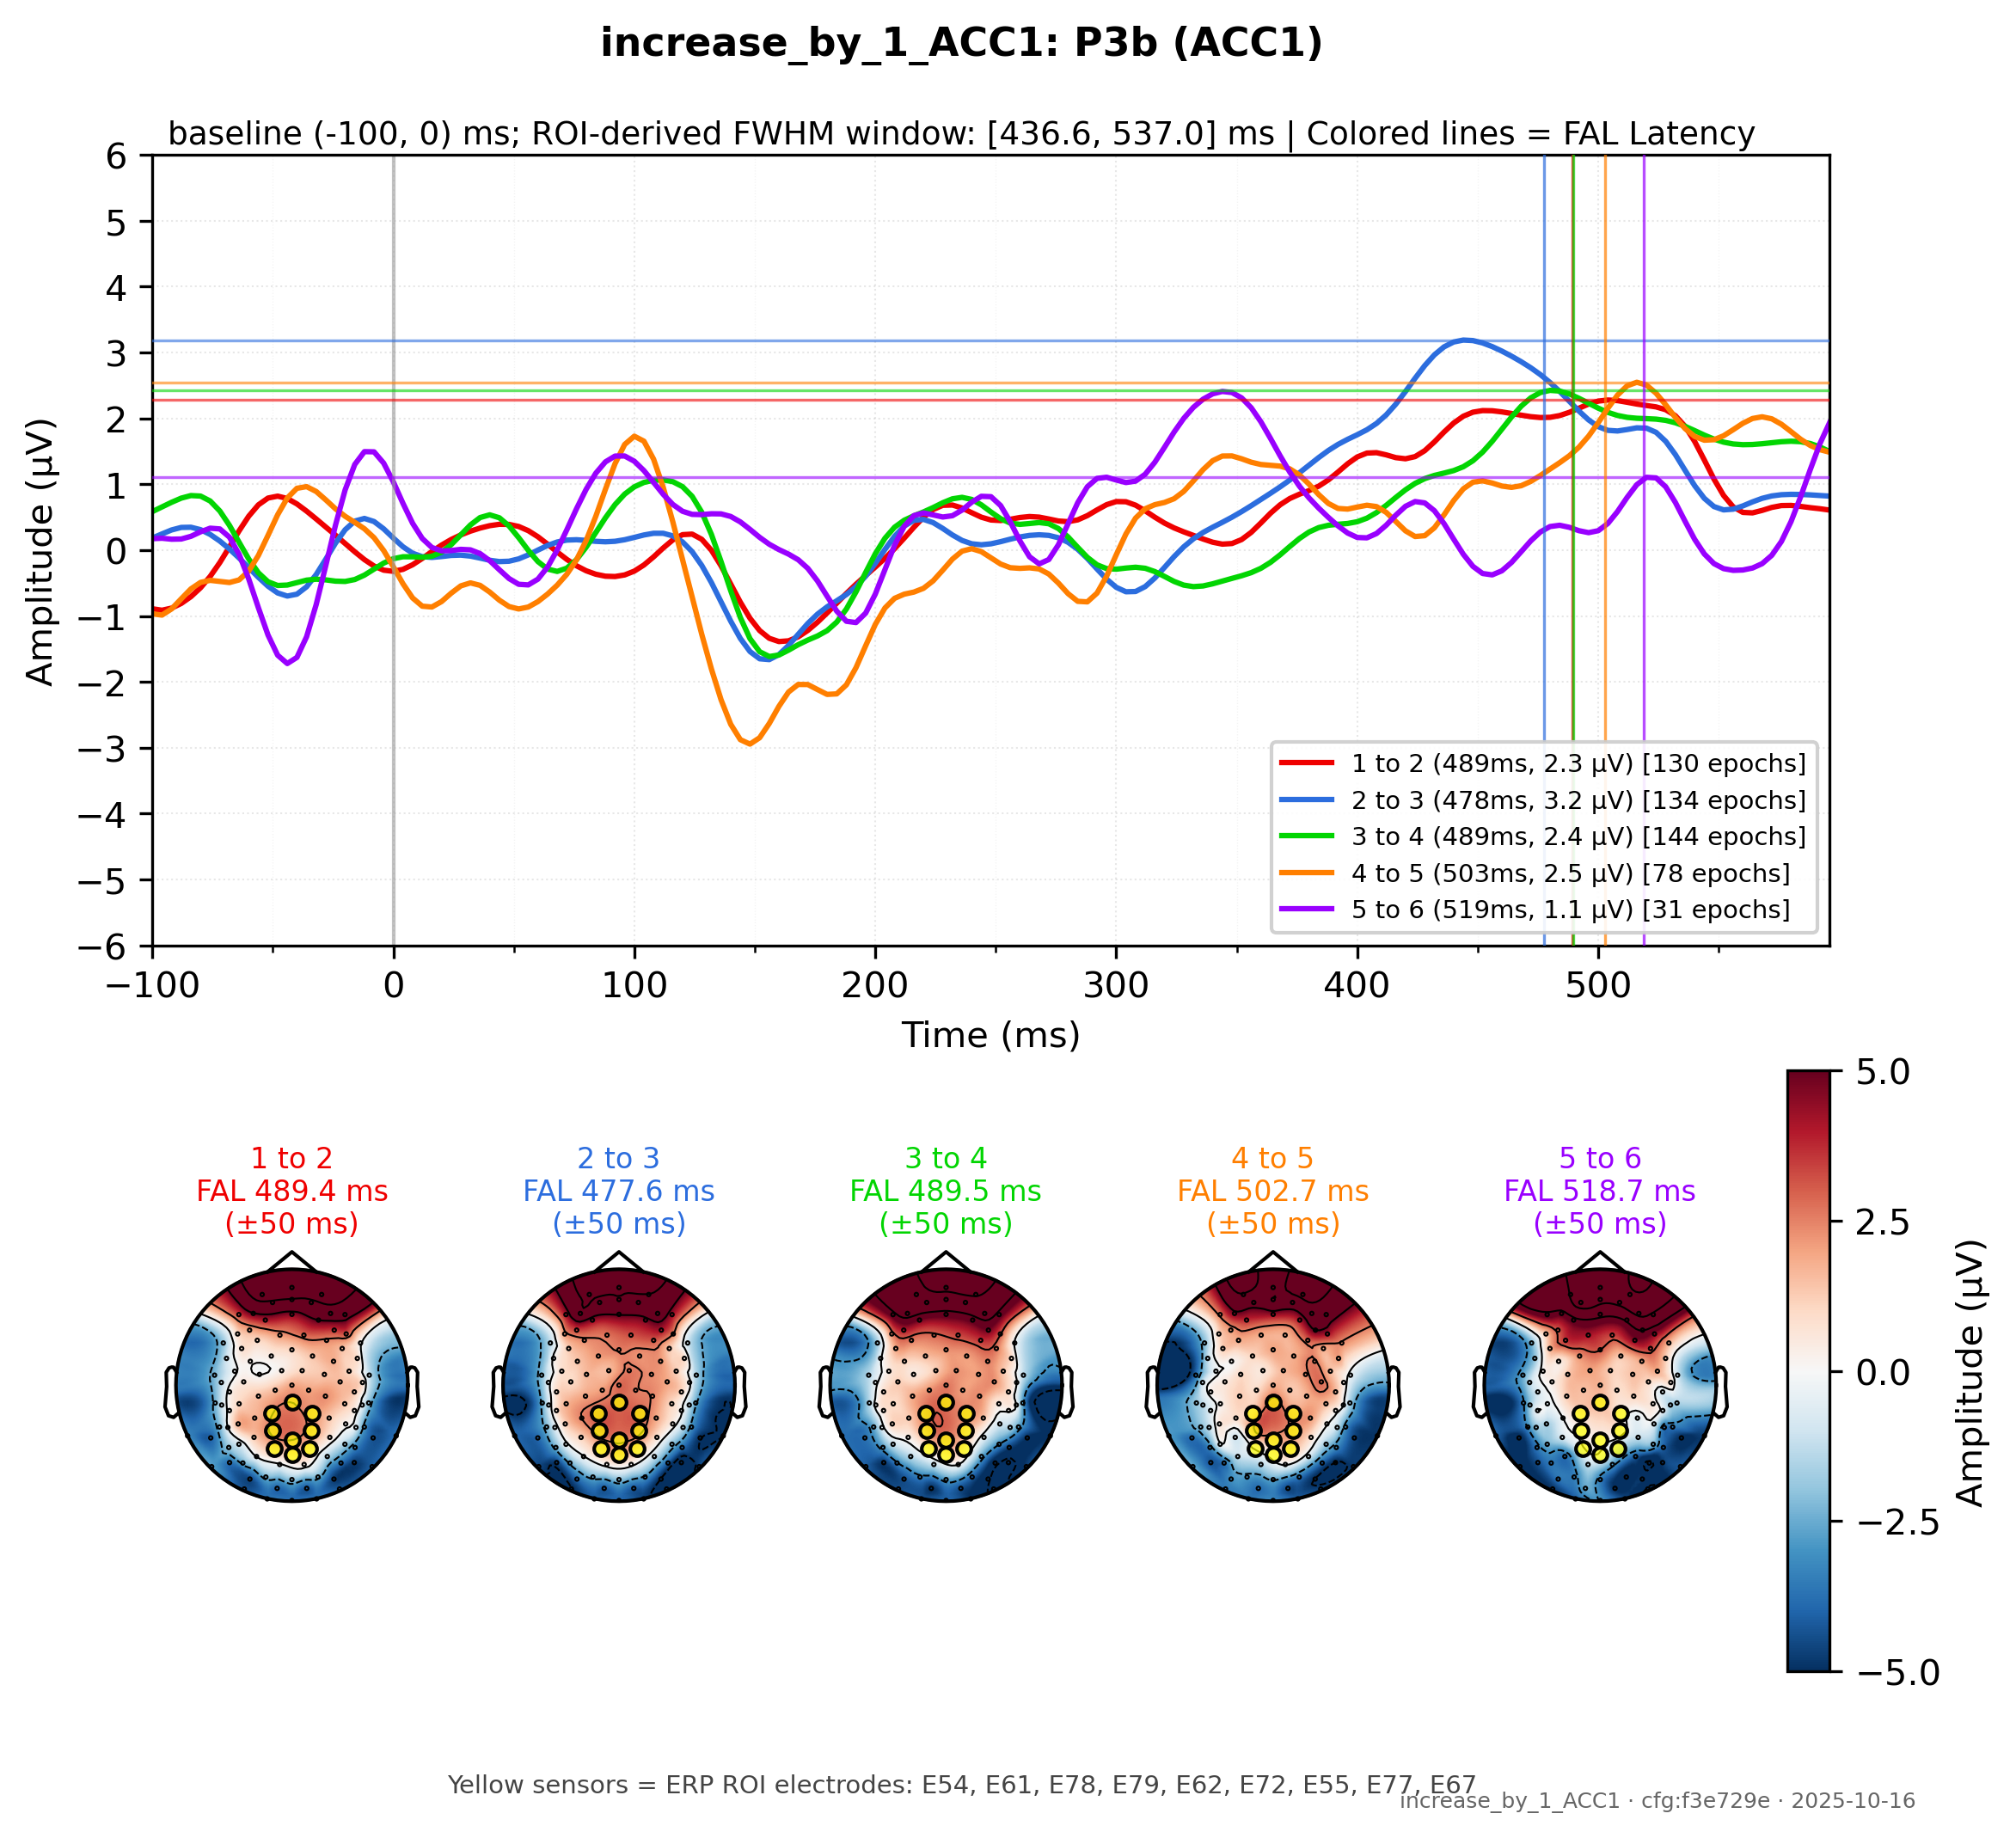 increase_by_1_ACC1: P3b (ACC1)
baseline (-100, 0) ms; ROI-derived FWHM window: [436.6, 537.0] ms | Colored lines = FAL Latency
Amplitude (µV)
6
5
4
3
2
1
0
−1
−2
−3
−4
−5
−6
1 to 2 (489ms, 2.3 µV) [130 epochs]
2 to 3 (478ms, 3.2 µV) [134 epochs]
3 to 4 (489ms, 2.4 µV) [144 epochs]
4 to 5 (503ms, 2.5 µV) [78 epochs]
5 to 6 (519ms, 1.1 µV) [31 epochs]
−100 0 100 200 300 400 500
Time (ms)
1 to 2
FAL 489.4 ms
(±50 ms)
2 to 3
FAL 477.6 ms
(±50 ms)
3 to 4
FAL 489.5 ms
(±50 ms)
4 to 5
FAL 502.7 ms
(±50 ms)
5 to 6
FAL 518.7 ms
(±50 ms)
5.0
2.5
0.0
−2.5
−5.0
Amplitude (µV)
Yellow sensors = ERP ROI electrodes: E54, E61, E78, E79, E62, E72, E55, E77, E67
increase_by_1_ACC1 · cfg:f3e729e · 2025-10-16